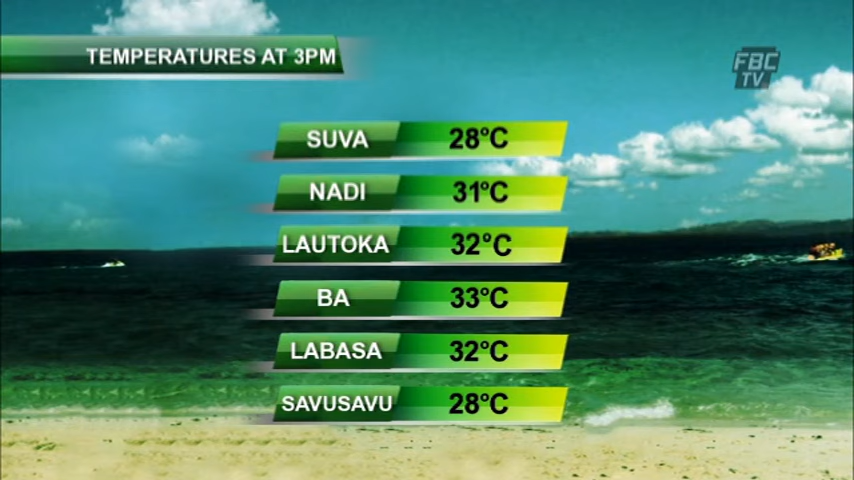 TEMPERATURES AT 3PM
FBC
TV
SUVA 28°C
NADI 31°C
LAUTOKA 32°C
BA 33°C
LABASA 32°C
SAVUSAVU 28°C